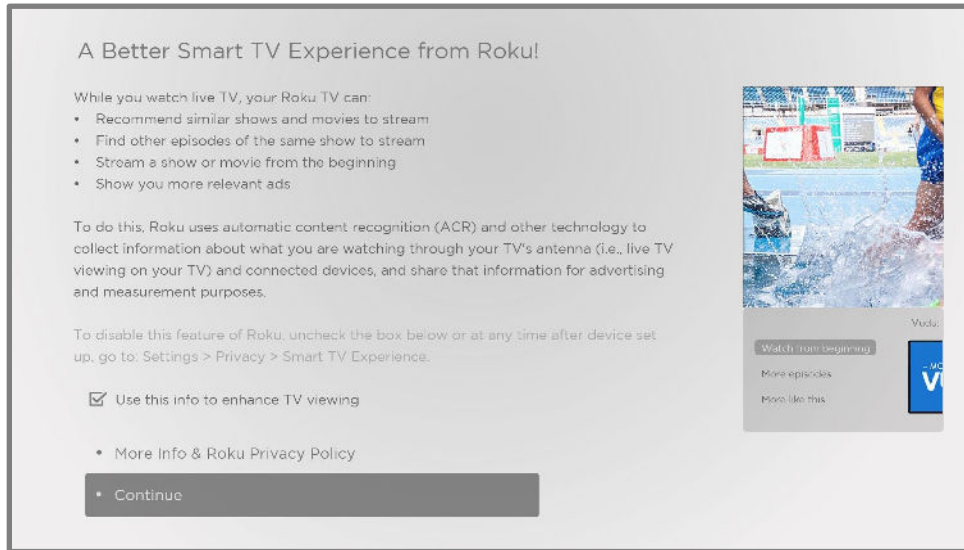 A Better Smart TV Experience from Roku!
While you watch live TV, your Roku TV can:
• Recommend similar shows and movies to stream
• Find other episodes of the same show to stream
• Stream a show or movie from the beginning
• Show you more relevant ads
To do this, Roku uses automatic content recognition (ACR) and other technology to
collect information about what you are watching through your TV's antenna (i.e., live TV
viewing on your TV) and connected devices, and share that information for advertising
and measurement purposes.
To disable this feature of Roku, uncheck the box below or at any time after device set
up, go to: Settings > Privacy > Smart TV Experience.
Use this info to enhance TV viewing
• More Info & Roku Privacy Policy
• Continue
Vudu:
Watch from beginning
More episodes
More like this